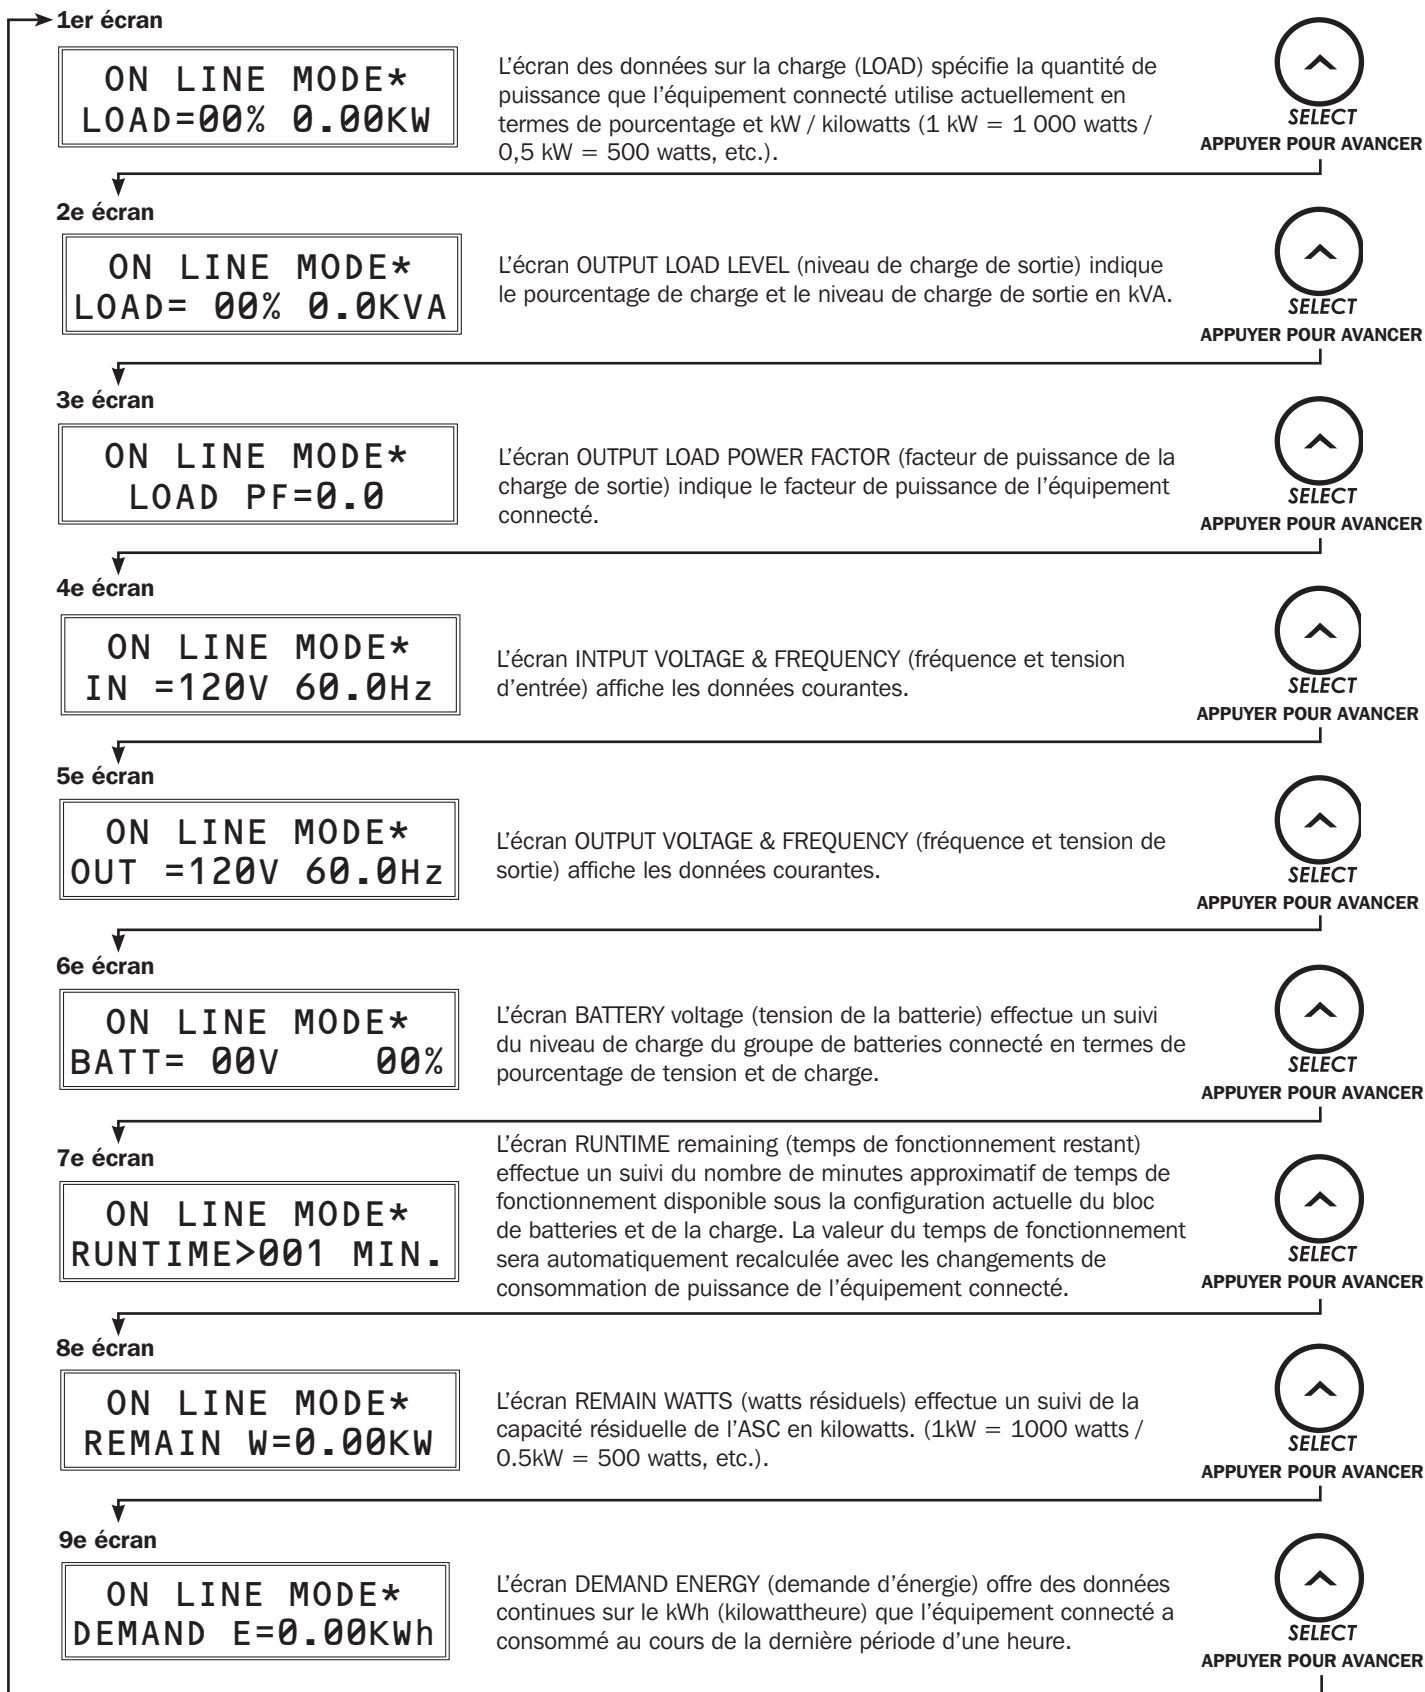 1er écran
ON LINE MODE*
LOAD=00% 0.00KW
L'écran des données sur la charge (LOAD) spécifie la quantité de
puissance que l'équipement connecté utilise actuellement en
termes de pourcentage et kW / kilowatts (1 kW = 1 000 watts /
0,5 kW = 500 watts, etc.).
SELECT
APPUYER POUR AVANCER
2e écran
ON LINE MODE*
LOAD= 00% 0.0KVA
L'écran OUTPUT LOAD LEVEL (niveau de charge de sortie) indique
le pourcentage de charge et le niveau de charge de sortie en kVA.
SELECT
APPUYER POUR AVANCER
3e écran
ON LINE MODE*
LOAD PF=0.0
L'écran OUTPUT LOAD POWER FACTOR (facteur de puissance de la
charge de sortie) indique le facteur de puissance de l'équipement
connecté.
SELECT
APPUYER POUR AVANCER
4e écran
ON LINE MODE*
IN =120V 60.0Hz
L'écran INTPUT VOLTAGE & FREQUENCY (fréquence et tension
d'entrée) affiche les données courantes.
SELECT
APPUYER POUR AVANCER
5e écran
ON LINE MODE*
OUT =120V 60.0Hz
L'écran OUTPUT VOLTAGE & FREQUENCY (fréquence et tension de
sortie) affiche les données courantes.
SELECT
APPUYER POUR AVANCER
6e écran
ON LINE MODE*
BATT= 00V 00%
L'écran BATTERY voltage (tension de la batterie) effectue un suivi
du niveau de charge du groupe de batteries connecté en termes de
pourcentage de tension et de charge.
SELECT
APPUYER POUR AVANCER
7e écran
ON LINE MODE*
RUNTIME>001 MIN.
L'écran RUNTIME remaining (temps de fonctionnement restant)
effectue un suivi du nombre de minutes approximatif de temps de
fonctionnement disponible sous la configuration actuelle du bloc
de batteries et de la charge. La valeur du temps de fonctionnement
sera automatiquement recalculée avec les changements de
consommation de puissance de l'équipement connecté.
SELECT
APPUYER POUR AVANCER
8e écran
ON LINE MODE*
REMAIN W=0.00KW
L'écran REMAIN WATTS (watts résiduels) effectue un suivi de la
capacité résiduelle de l'ASC en kilowatts. (1kW = 1000 watts /
0.5kW = 500 watts, etc.).
SELECT
APPUYER POUR AVANCER
9e écran
ON LINE MODE*
DEMAND E=0.00KWh
L'écran DEMAND ENERGY (demande d'énergie) offre des données
continues sur le kWh (kilowattheure) que l'équipement connecté a
consommé au cours de la dernière période d'une heure.
SELECT
APPUYER POUR AVANCER